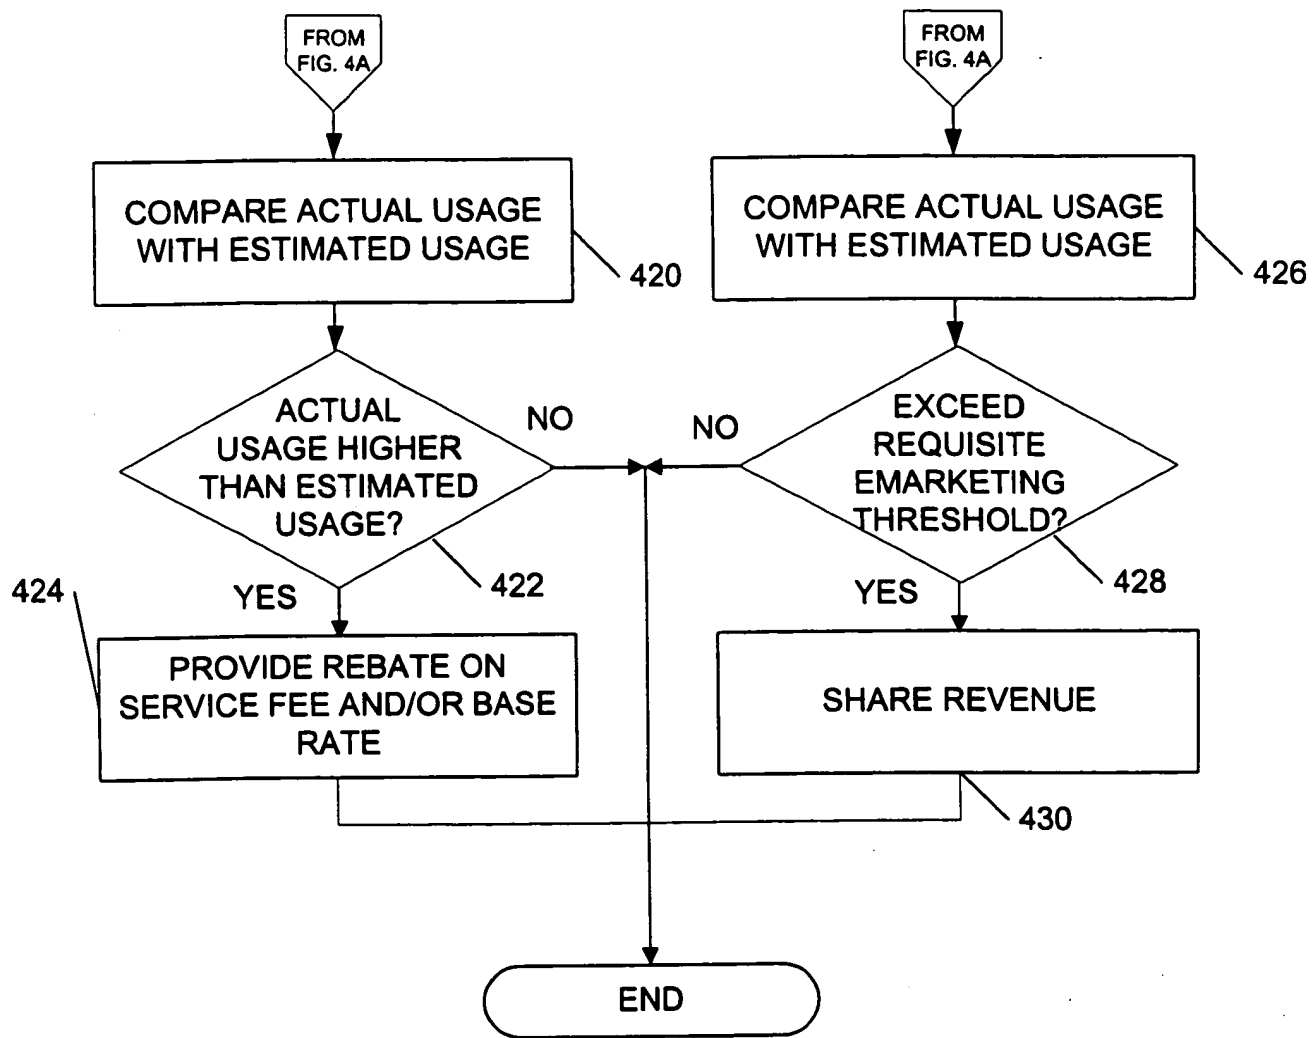 FROM
FIG. 4A
FROM
FIG. 4A
COMPARE ACTUAL USAGE
WITH ESTIMATED USAGE
420
COMPARE ACTUAL USAGE
WITH ESTIMATED USAGE
426
ACTUAL
USAGE HIGHER
THAN ESTIMATED
USAGE?
NO
422
YES
NO
EXCEED
REQUISITE
EMARKETING
THRESHOLD?
428
YES
424
PROVIDE REBATE ON
SERVICE FEE AND/OR BASE
RATE
SHARE REVENUE
430
END